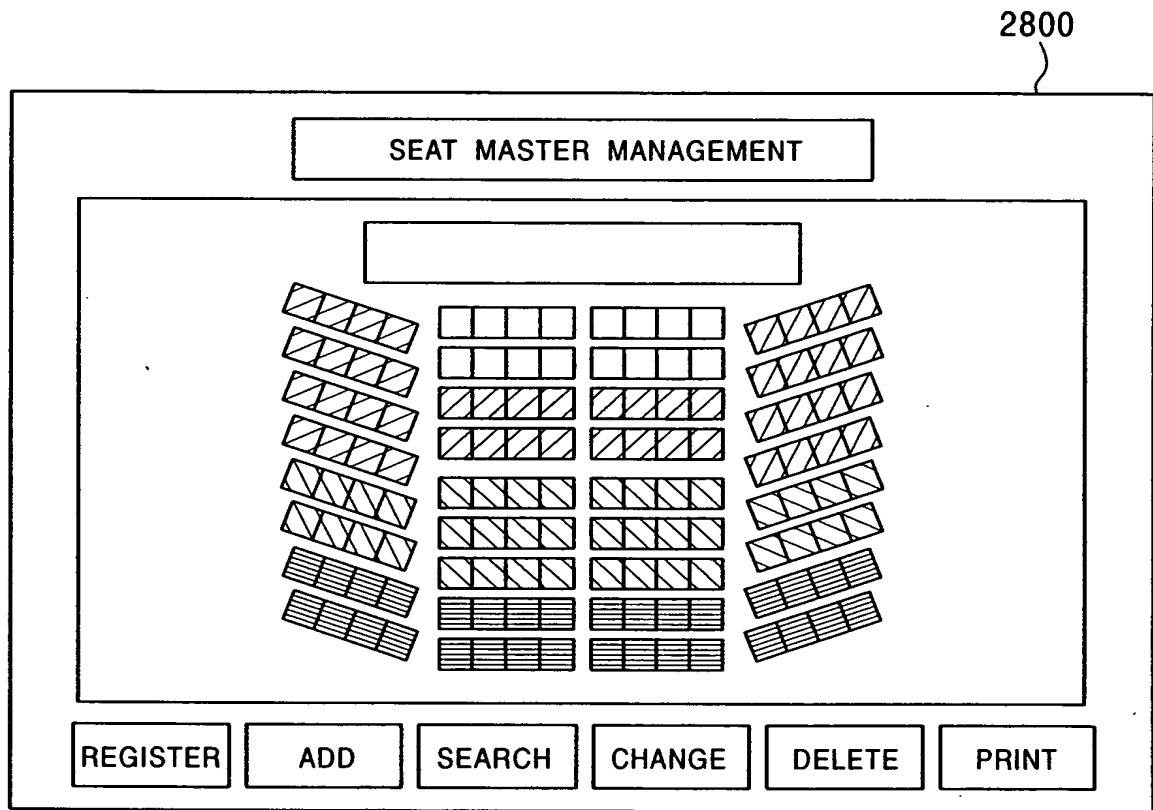 2800
SEAT MASTER MANAGEMENT
REGISTER ADD SEARCH CHANGE DELETE PRINT